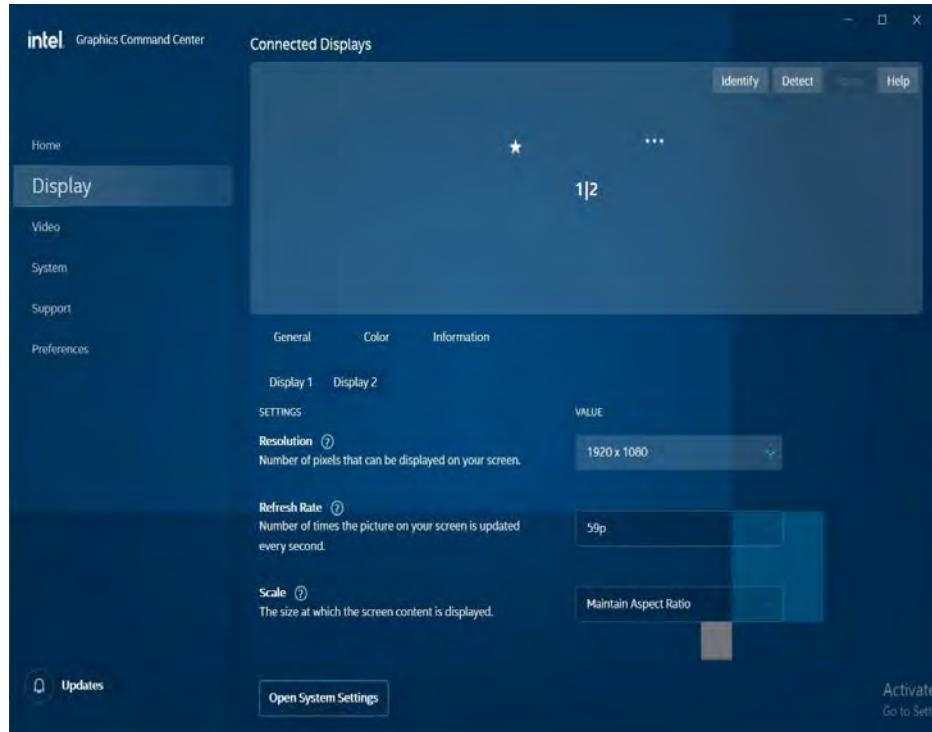 intel. Graphics Command Center
Connected Displays
Identify Detect Help
Home
Display
1|2
Video
System
Support
General Color Information
Preferences
Display 1 Display 2
SETTINGS VALUE
Resolution ?
Number of pixels that can be displayed on your screen.
1920 x 1080
Refresh Rate ?
Number of times the picture on your screen is updated
every second.
59p
Scale ?
The size at which the screen content is displayed.
Maintain Aspect Ratio
Updates
Open System Settings
Activate
Go to Sett